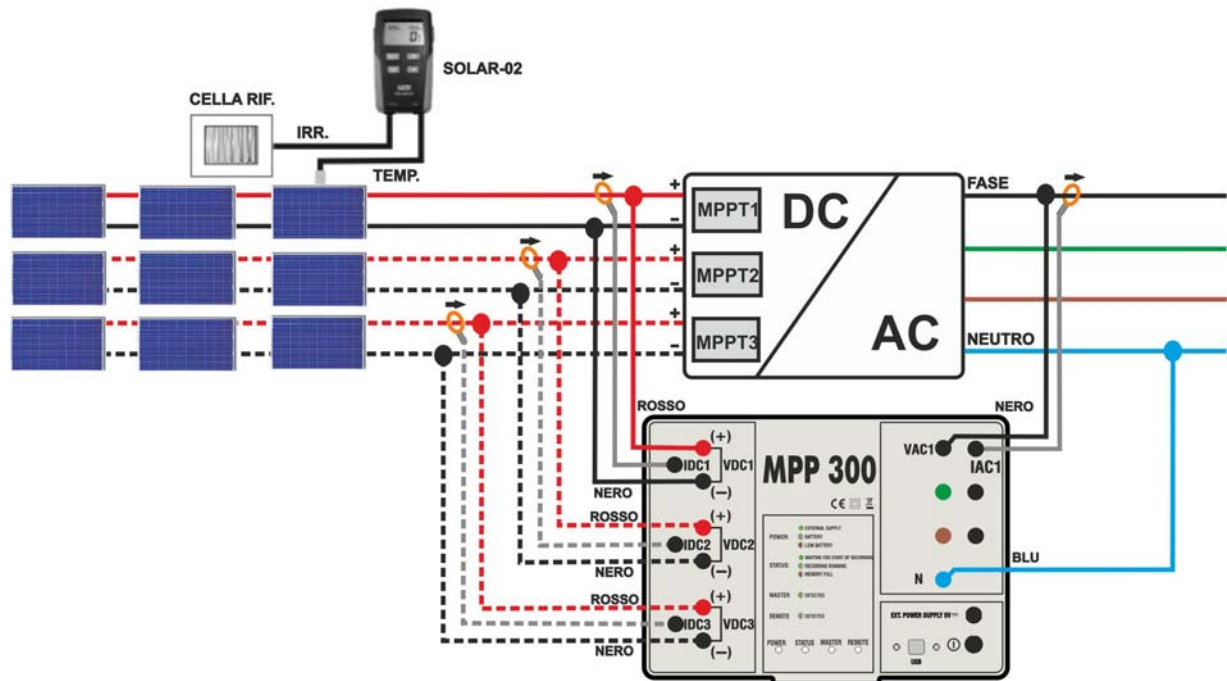 SOLAR-02
CELLA RIF.
IRR.
TEMP.
+
-
MPPT1
+
-
MPPT2
+
-
MPPT3
DC
AC
FASE
NEUTRO
ROSSO
NERO
ROSSO
NERO
ROSSO
NERO
(+)
IDC1
VDC1
(–)
(+)
IDC2
VDC2
(–)
(+)
IDC3
VDC3
(–)
MPP 300
CE
POWER:
EXTERNAL SUPPLY
BATTERY
LOW BATTERY
STATUS:
WAITING FOR START OF RECORDING
RECORDING RUNNING
MEMORY FULL
MASTER
DETECTED
REMOTE
DETECTED
POWER STATUS MASTER REMOTE
NERO
VAC1
IAC1
N
BLU
EXT. POWER SUPPLY 5V
USB